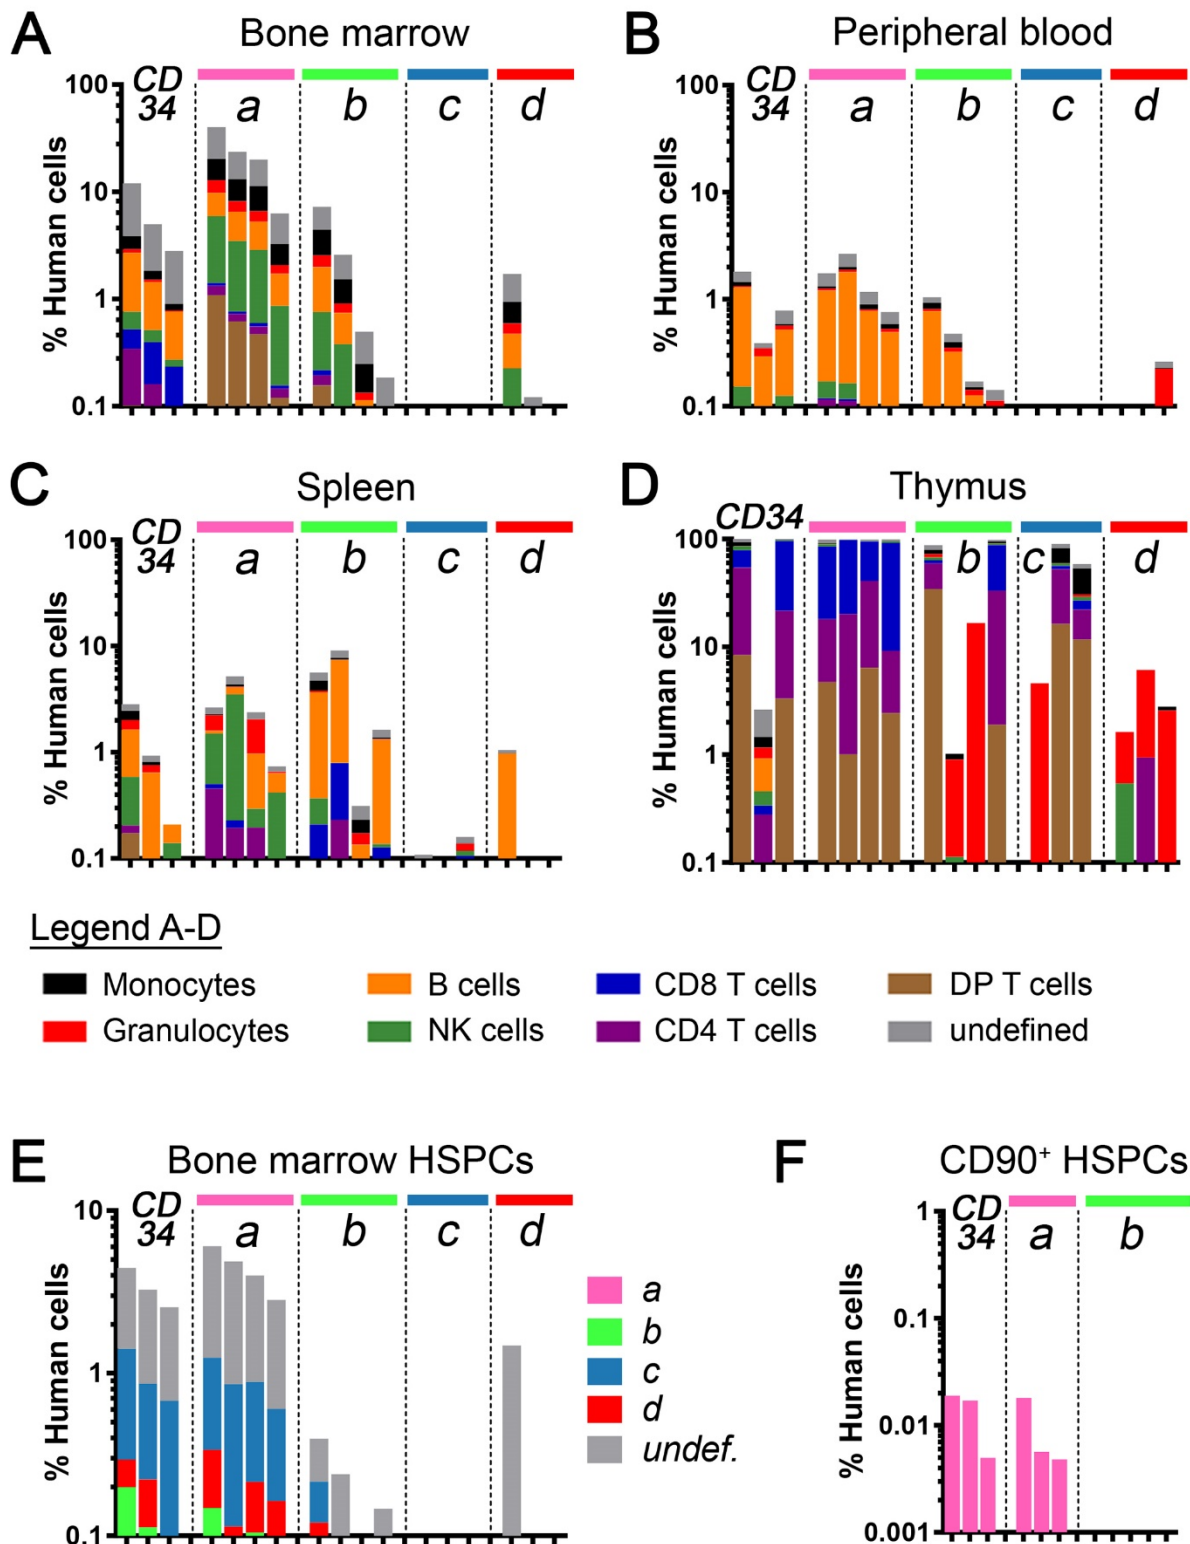 A
Bone marrow
% Human cells
100
10
1
0.1
CD
34
a
b
c
d
B
Peripheral blood
% Human cells
100
10
1
0.1
CD
34
a
b
c
d
C
Spleen
% Human cells
100
10
1
0.1
CD
34
a
b
c
d
D
Thymus
% Human cells
100
10
1
0.1
CD34
b
c
d
Legend A-D
Monocytes
B cells
CD8 T cells
DP T cells
Granulocytes
NK cells
CD4 T cells
undefined
E
Bone marrow HSPCs
% Human cells
10
1
0.1
CD
34
a
b
c
d
a
b
c
d
undef.
F
CD90⁺ HSPCs
% Human cells
1
0.1
0.01
0.001
CD
34
a
b